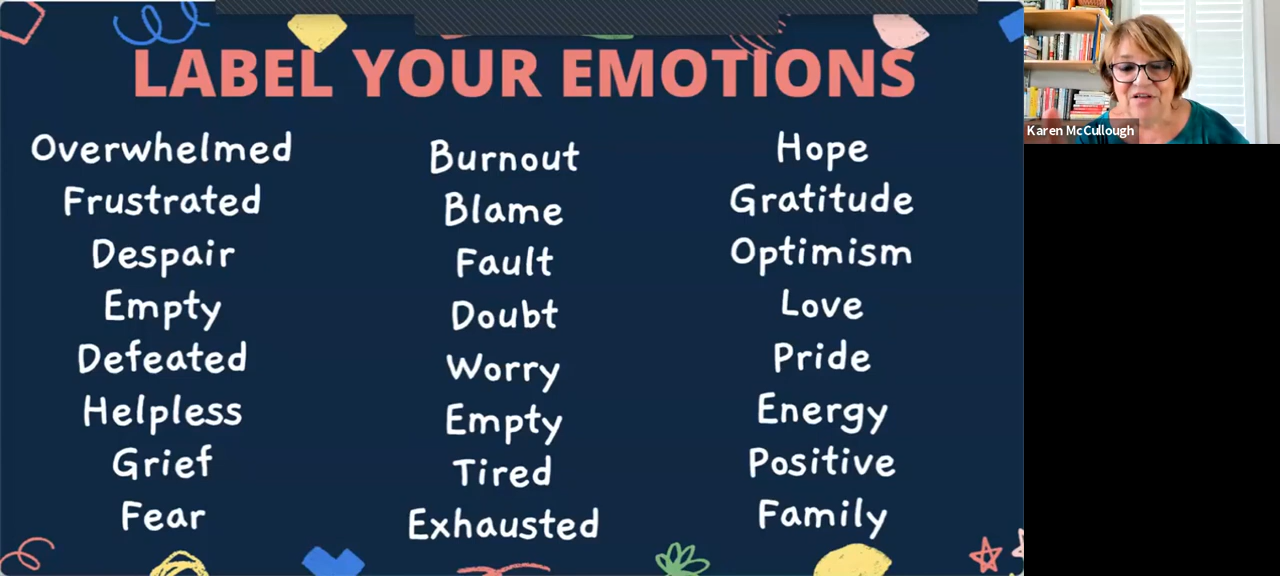 LABEL YOUR EMOTIONS
Overwhelmed
Frustrated
Despair
Empty
Defeated
Helpless
Grief
Fear
Burnout
Blame
Fault
Doubt
Worry
Empty
Tired
Exhausted
Hope
Gratitude
Optimism
Love
Pride
Energy
Positive
Family
Karen McCullough